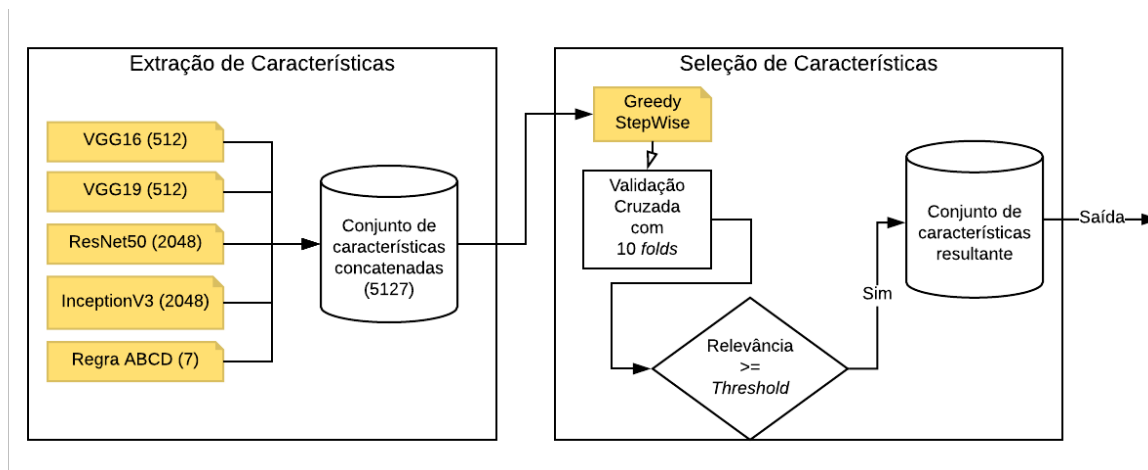 Extração de Características
VGG16 (512)
VGG19 (512)
ResNet50 (2048)
InceptionV3 (2048)
Regra ABCD (7)
Conjunto de
características
concatenadas
(5127)
Seleção de Características
Greedy
StepWise
Validação
Cruzada
com
10 folds
Relevância
>=
Threshold
Sim
Conjunto de
características
resultante
Saída